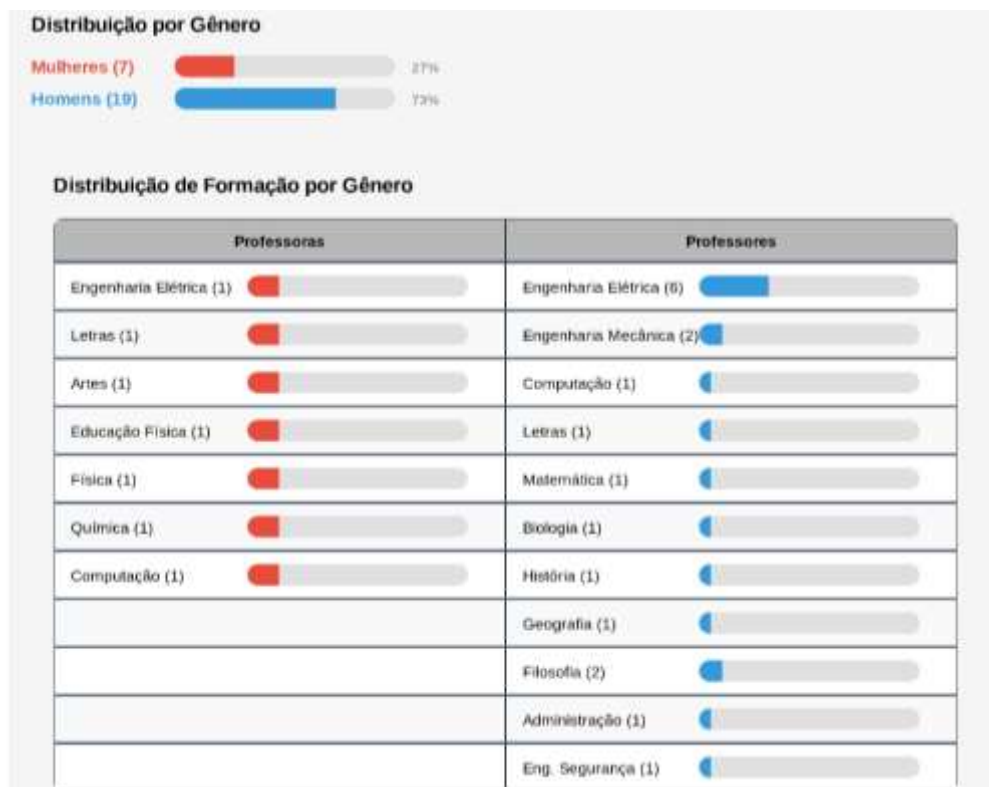 Distribuição por Gênero
Mulheres (7) 27%
Homens (19) 73%
Distribuição de Formação por Gênero
Professoras Professores
Engenharia Elétrica (1) Engenharia Elétrica (6)
Letras (1) Engenharia Mecânica (2)
Artes (1) Computação (1)
Educação Física (1) Letras (1)
Física (1) Matemática (1)
Química (1) Biologia (1)
Computação (1) História (1)
Geografia (1)
Filosofia (2)
Administração (1)
Eng. Segurança (1)